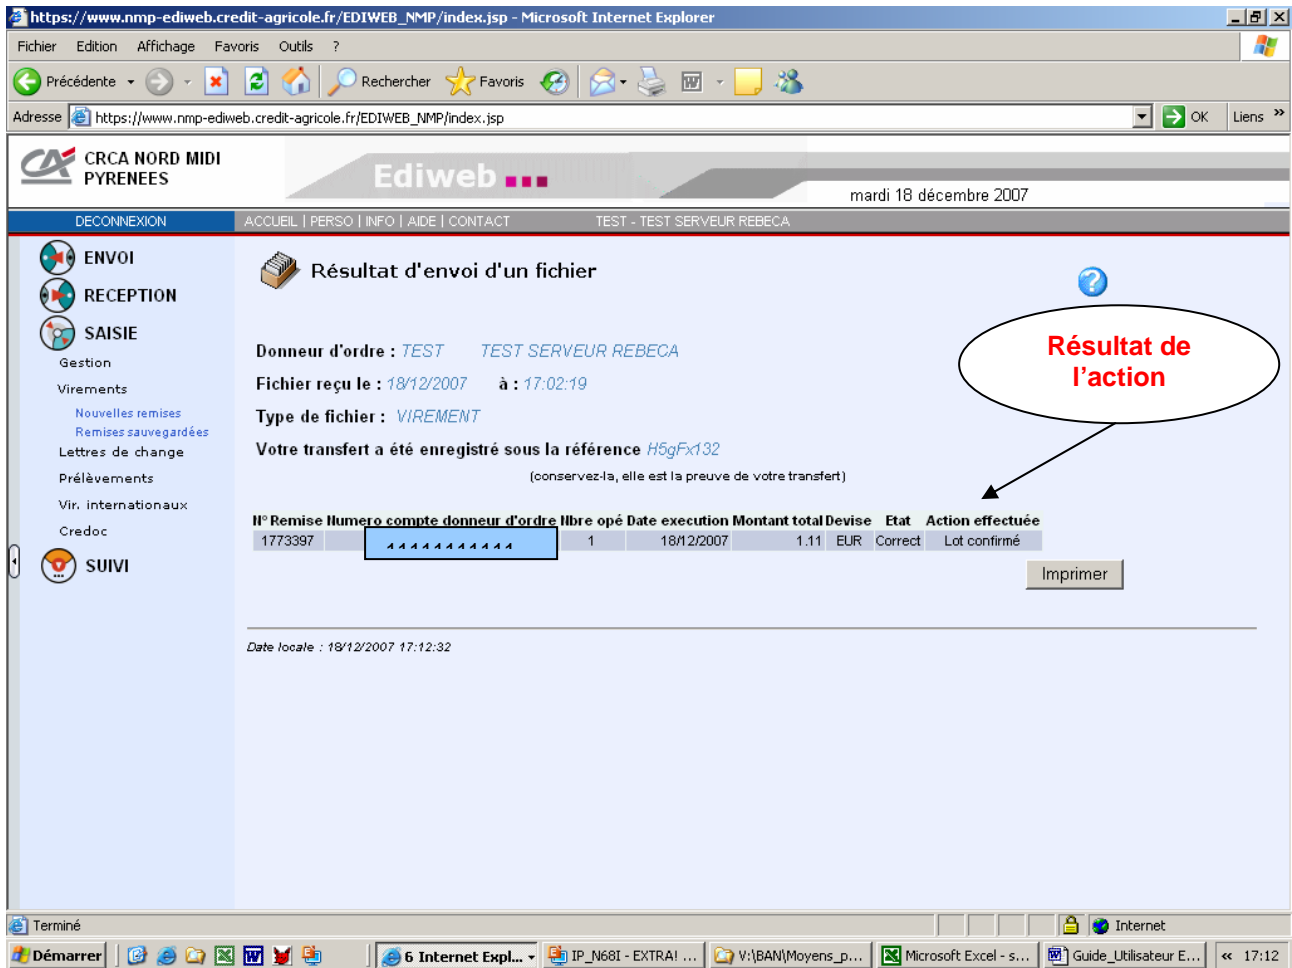 https://www.nmp-ediweb.credit-agricole.fr/EDIWEB_NMP/index.jsp - Microsoft Internet Explorer
Fichier Edition Affichage Favoris Outils ?
Précédente Rechercher Favoris
Adresse https://www.nmp-ediweb.credit-agricole.fr/EDIWEB_NMP/index.jsp OK Liens »
CRCA NORD MIDI
PYRENEES
Ediweb
mardi 18 décembre 2007
DECONNEXION ACCUEIL | PERSO | INFO | AIDE | CONTACT TEST - TEST SERVEUR REBECA
ENVOI
RECEPTION
SAISIE
Gestion
Virements
Nouvelles remises
Remises sauvegardées
Lettres de change
Prélèvements
Vir. internationaux
Credoc
SUIVI
Résultat d'envoi d'un fichier
?
Résultat de
l'action
Donneur d'ordre : TEST TEST SERVEUR REBECA
Fichier reçu le : 18/12/2007 à : 17:02:19
Type de fichier : VIREMENT
Votre transfert a été enregistré sous la référence H5gFx132
(conservez-la, elle est la preuve de votre transfert)
N° Remise Numero compte donneur d'ordre Nbre opé Date execution Montant total Devise Etat Action effectuée
1773397 1 18/12/2007 1.11 EUR Correct Lot confirmé
Imprimer
Date locale : 18/12/2007 17:12:32
Terminé Internet
Démarrer 6 Internet Expl... IP_N68I - EXTRA! ... V:\BAN\Moyens_p... Microsoft Excel - s... Guide_Utilisateur E... « 17:12